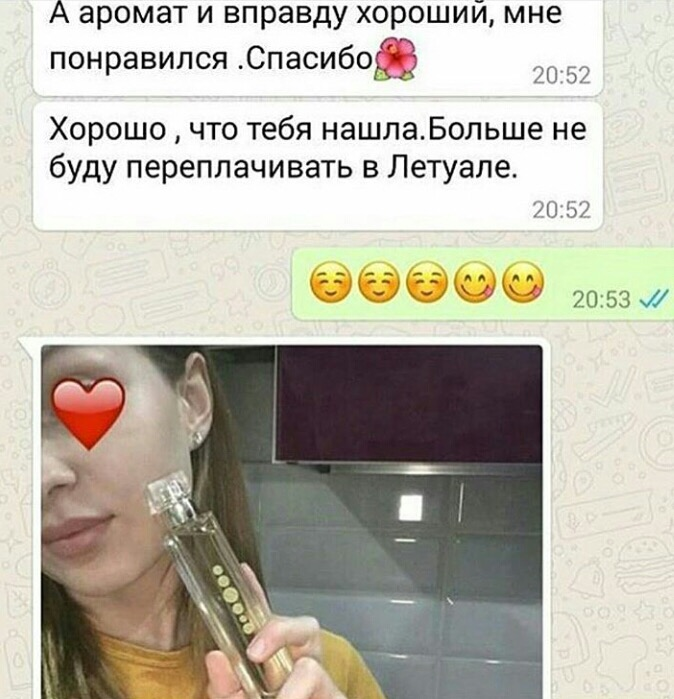 А аромат и вправду хороший, мне
понравился .Спасибо🌺
20:52
Хорошо , что тебя нашла.Больше не
буду переплачивать в Летуале.
20:52
☺️☺️☺️😋😋 20:53